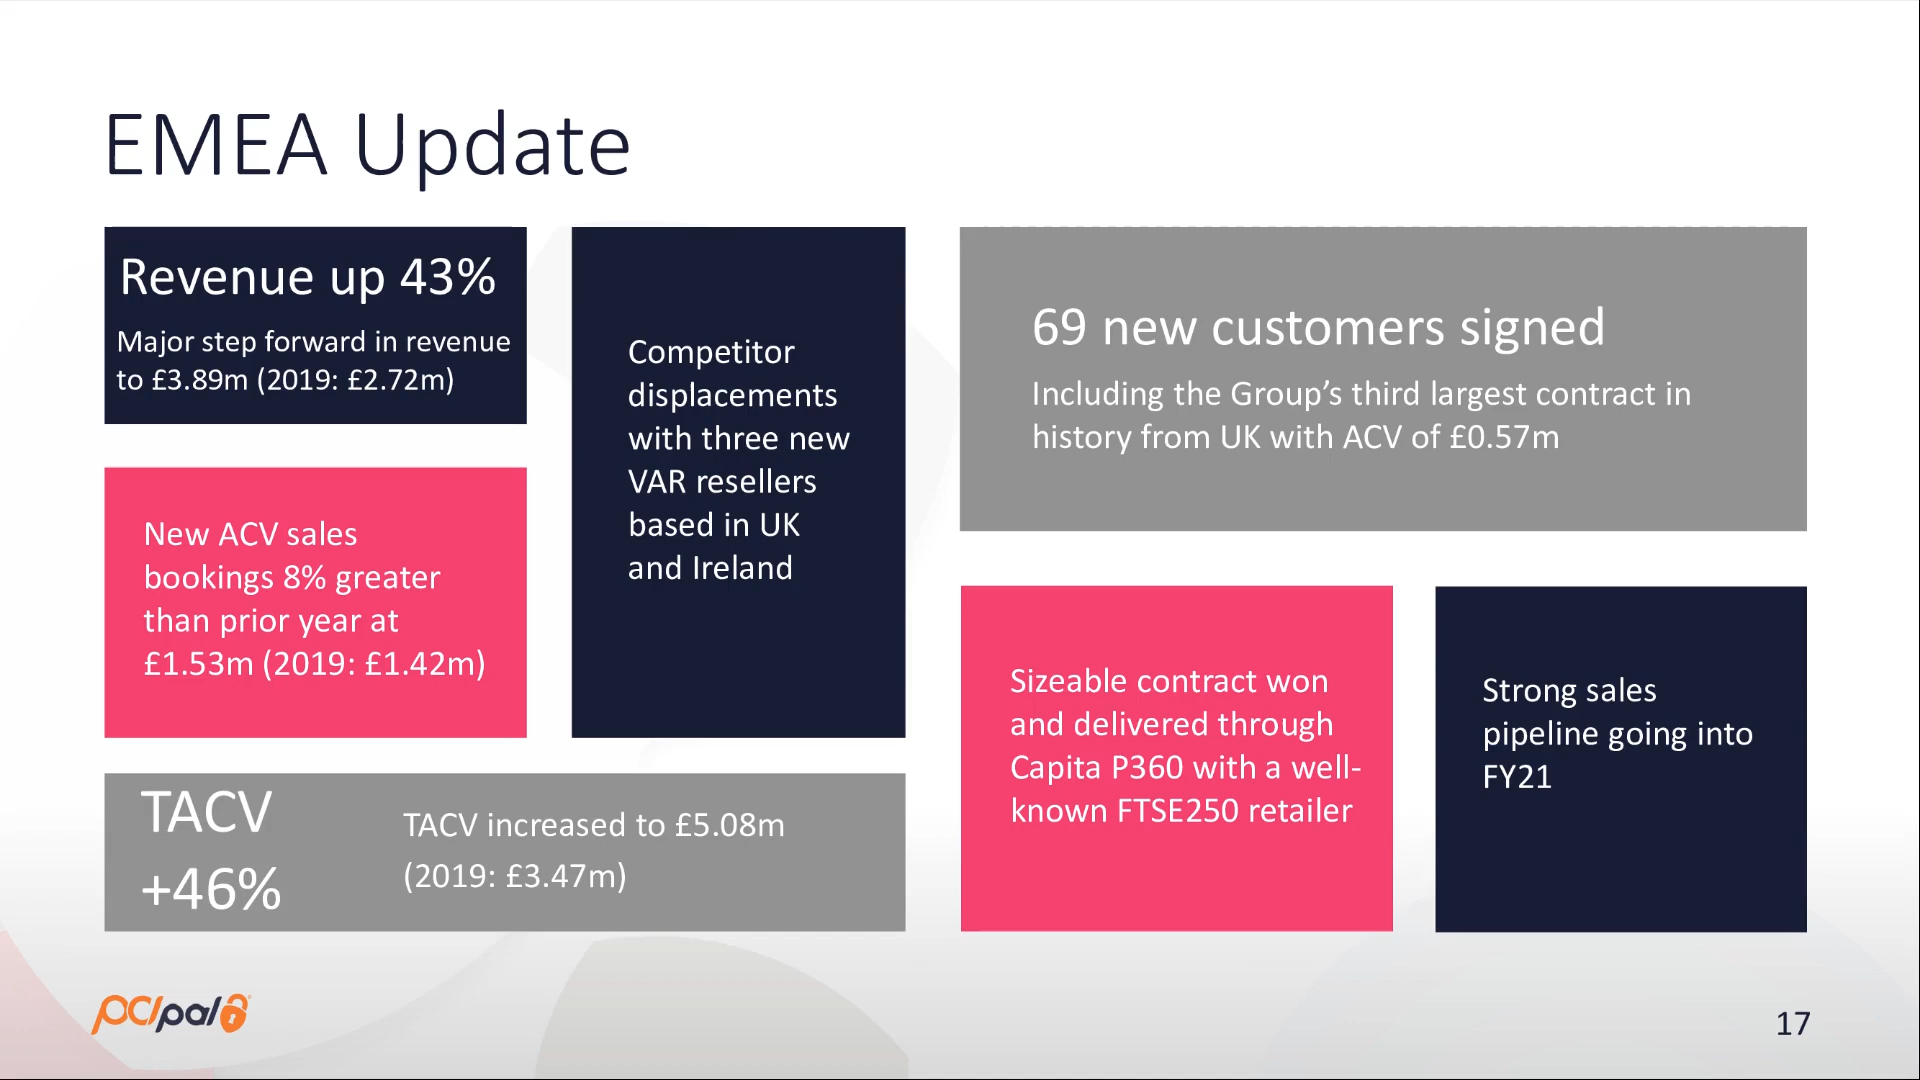 EMEA Update
Revenue up 43%
Major step forward in revenue
to £3.89m (2019: £2.72m)
New ACV sales
bookings 8% greater
than prior year at
£1.53m (2019: £1.42m)
Competitor
displacements
with three new
VAR resellers
based in UK
and Ireland
TACV
+46%
TACV increased to £5.08m
(2019: £3.47m)
69 new customers signed
Including the Group’s third largest contract in
history from UK with ACV of £0.57m
Sizeable contract won
and delivered through
Capita P360 with a well-
known FTSE250 retailer
Strong sales
pipeline going into
FY21
pcipal
17